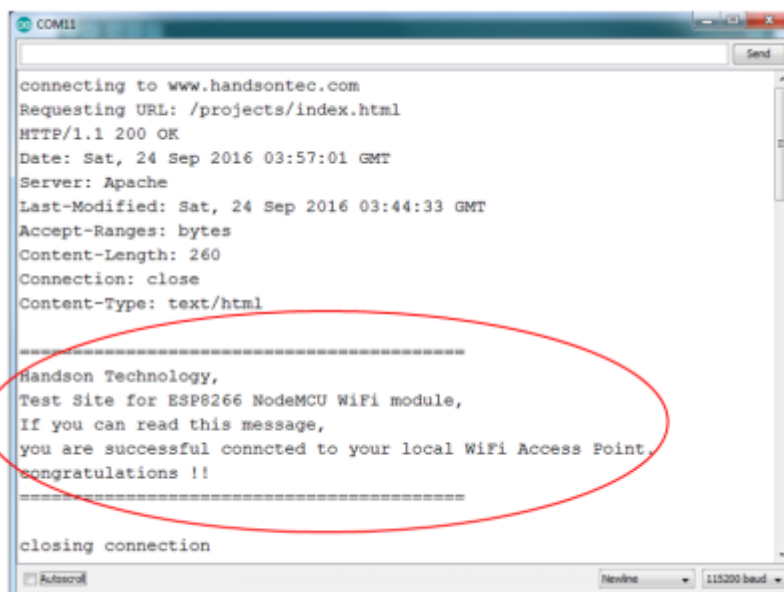 COM11
Send
connecting to www.handsontec.com
Requesting URL: /projects/index.html
HTTP/1.1 200 OK
Date: Sat, 24 Sep 2016 03:57:01 GMT
Server: Apache
Last-Modified: Sat, 24 Sep 2016 03:44:33 GMT
Accept-Ranges: bytes
Content-Length: 260
Connection: close
Content-Type: text/html
==========================================
Handson Technology,
Test Site for ESP8266 NodeMCU WiFi module,
If you can read this message,
you are successful conncted to your local WiFi Access Point.
congratulations !!
==========================================
closing connection
Autoscroll Newline 115200 baud